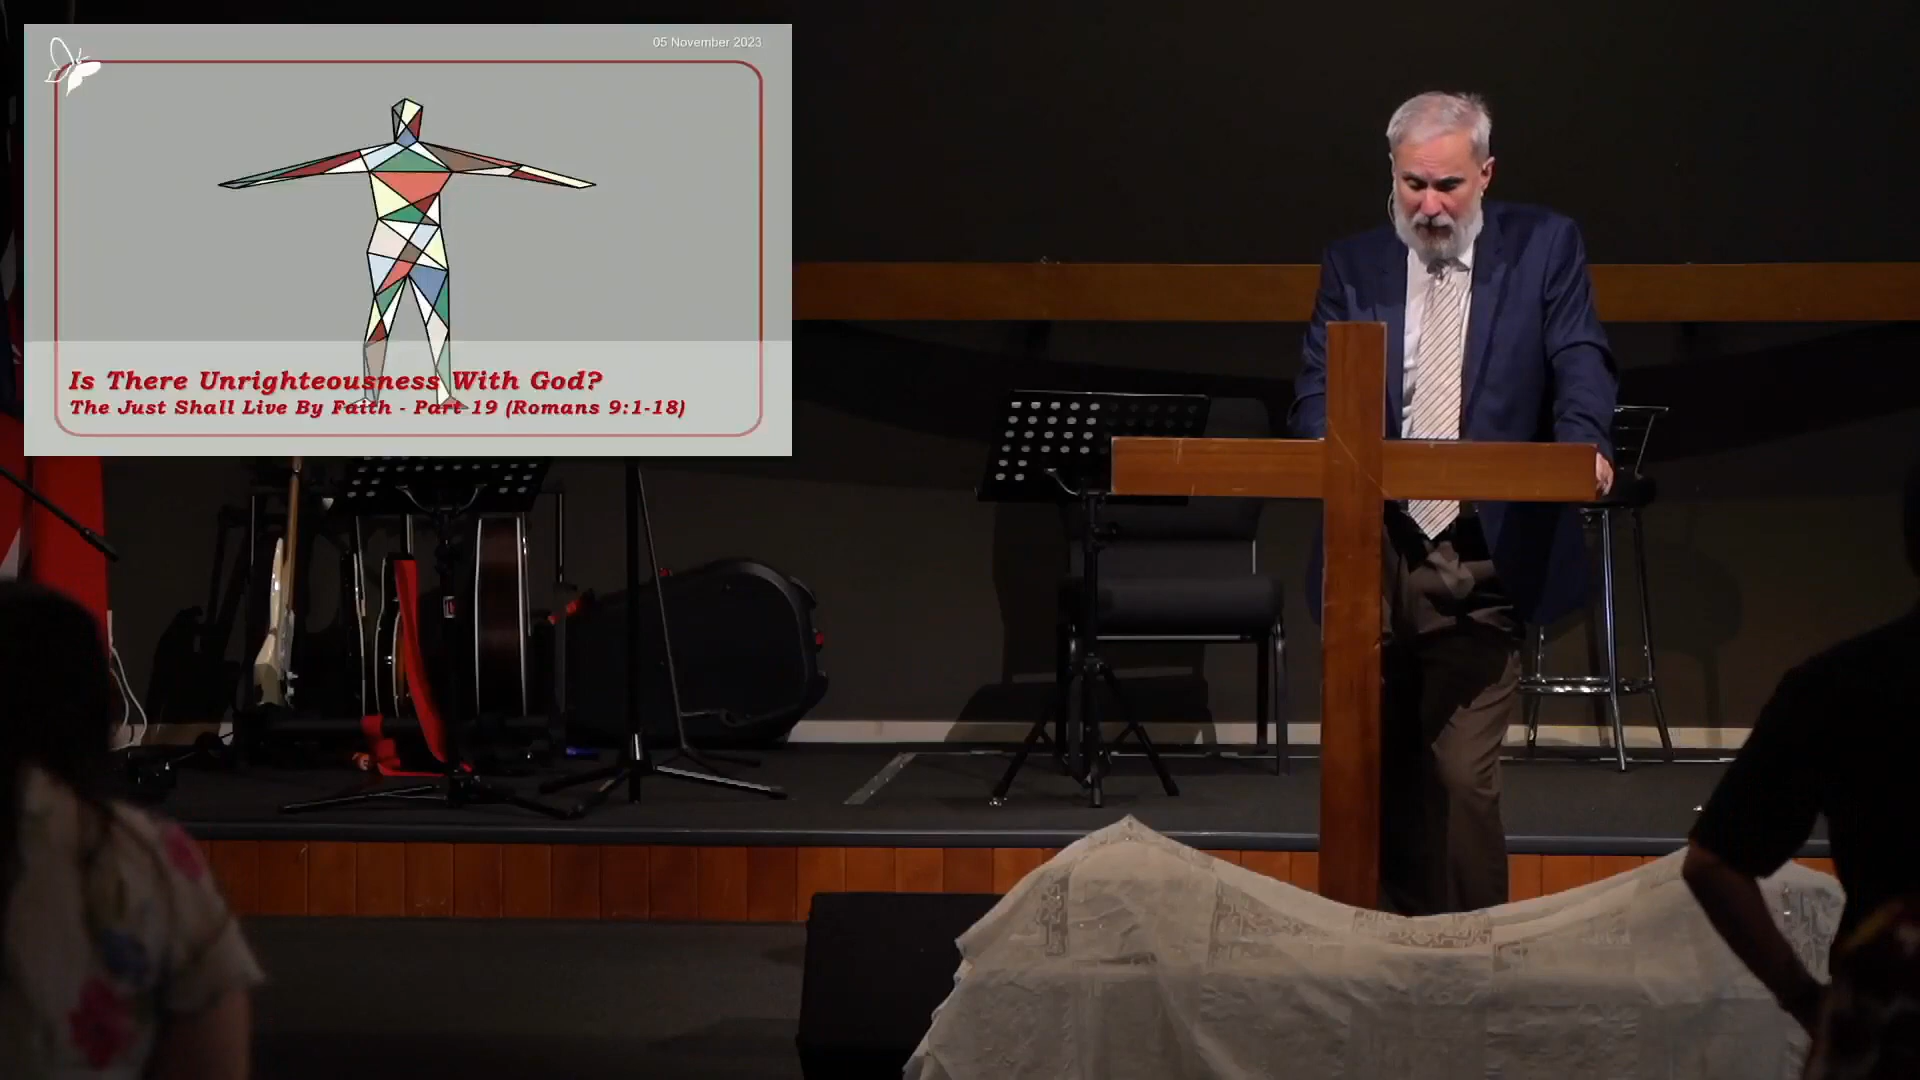 05 November 2023
Is There Unrighteousness With God?
The Just Shall Live By Faith - Part 19 (Romans 9:1-18)